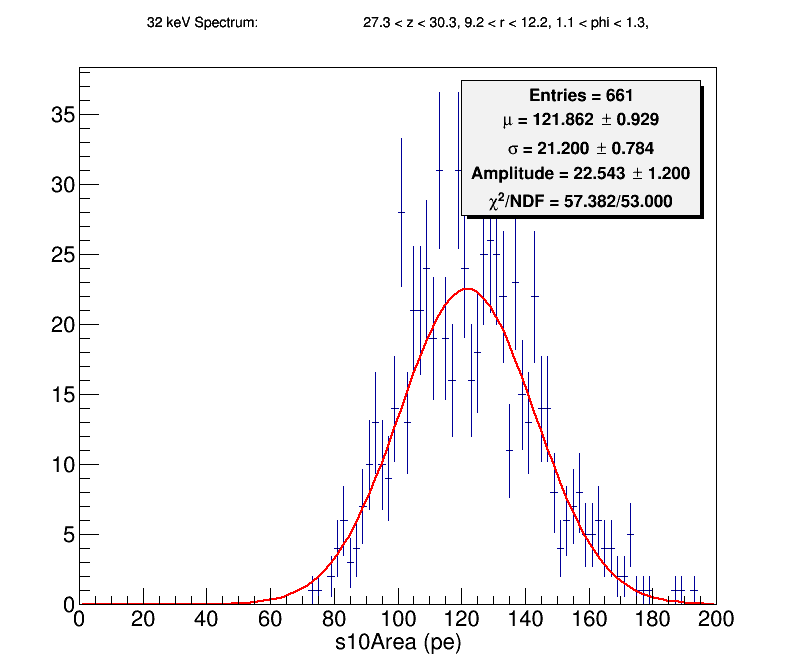 32 keV Spectrum: 27.3 < z < 30.3, 9.2 < r < 12.2, 1.1 < phi < 1.3,
Entries = 661
μ = 121.862 ± 0.929
σ = 21.200 ± 0.784
Amplitude = 22.543 ± 1.200
χ²/NDF = 57.382/53.000
35
30
25
20
15
10
5
0
0 20 40 60 80 100 120 140 160 180 200
s10Area (pe)